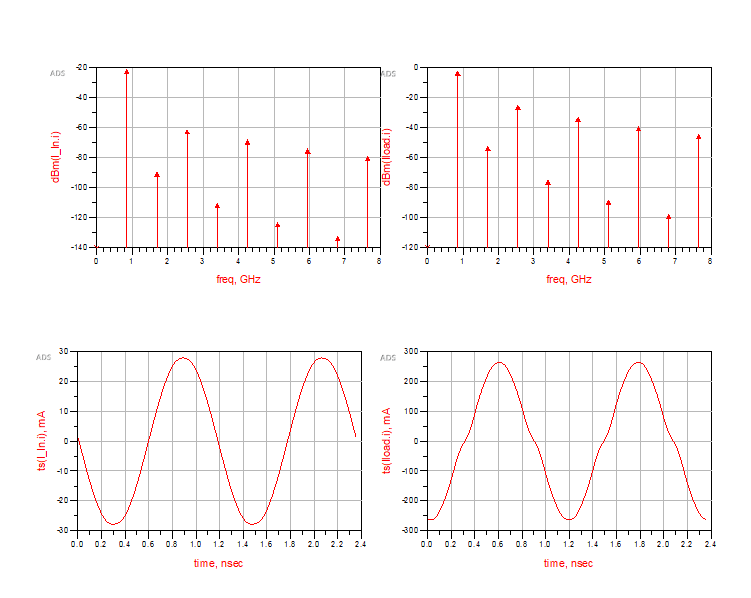 ADS
dBm(I_In.i)
-20
-40
-60
-80
-100
-120
-140
0 1 2 3 4 5 6 7 8
freq, GHz
ADS
dBm(Iload.i)
0
-20
-40
-60
-80
-100
-120
0 1 2 3 4 5 6 7 8
freq, GHz
ADS
ts(I_In.i), mA
30
20
10
0
-10
-20
-30
0.0 0.2 0.4 0.6 0.8 1.0 1.2 1.4 1.6 1.8 2.0 2.2 2.4
time, nsec
ADS
ts(Iload.i), mA
300
200
100
0
-100
-200
-300
0.0 0.2 0.4 0.6 0.8 1.0 1.2 1.4 1.6 1.8 2.0 2.2 2.4
time, nsec